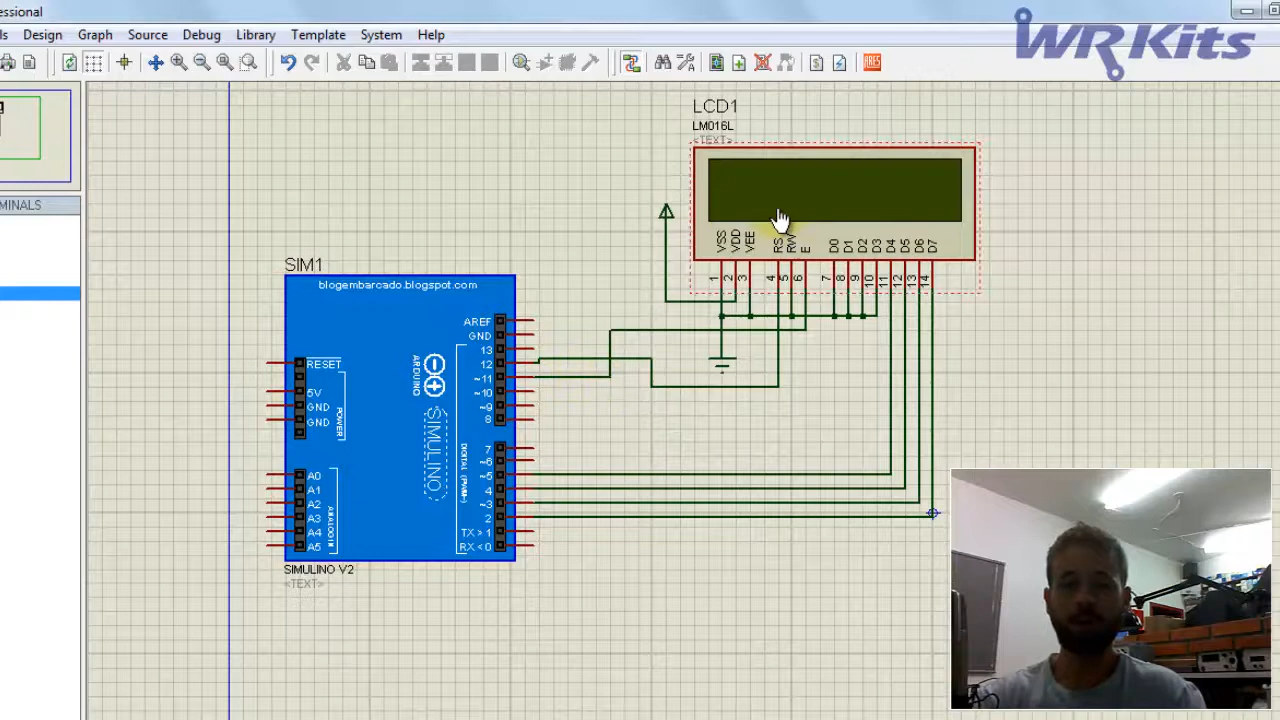 essional
ls Design Graph Source Debug Library Template System Help
WR Kits
ARES
MINALS
LCD1
LM016L
<TEXT>
VSS VDD VEE RS RW E D0 D1 D2 D3 D4 D5 D6 D7
1 2 3 4 5 6 7 8 9 10 11 12 13 14
SIM1
blogembarcado.blogspot.com
AREF
GND
13
12
~11
~10
~9
8
7
~6
~5
4
~3
2
TX > 1
RX < 0
RESET
5V
GND
GND
POWER
A0
A1
A2
A3
A4
A5
ANALOG IN
ARDUINO
SIMULINO
DIGITAL (PWM~)
SIMULINO V2
<TEXT>